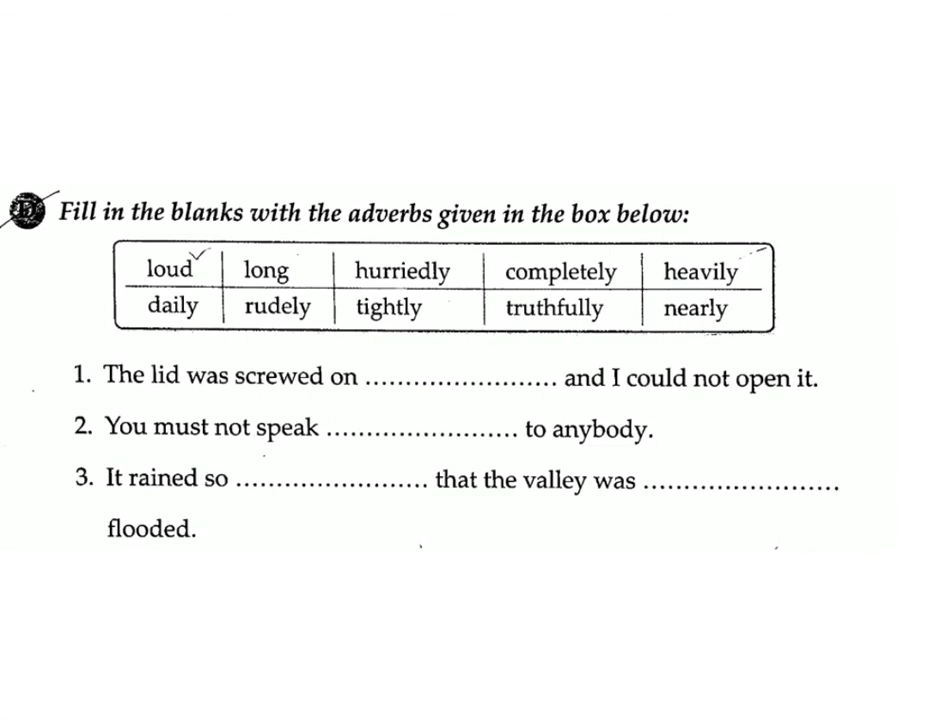 Fill in the blanks with the adverbs given in the box below:
loud long hurriedly completely heavily
daily rudely tightly truthfully nearly
1. The lid was screwed on ........................ and I could not open it.
2. You must not speak ........................ to anybody.
3. It rained so ........................ that the valley was .........................
flooded.